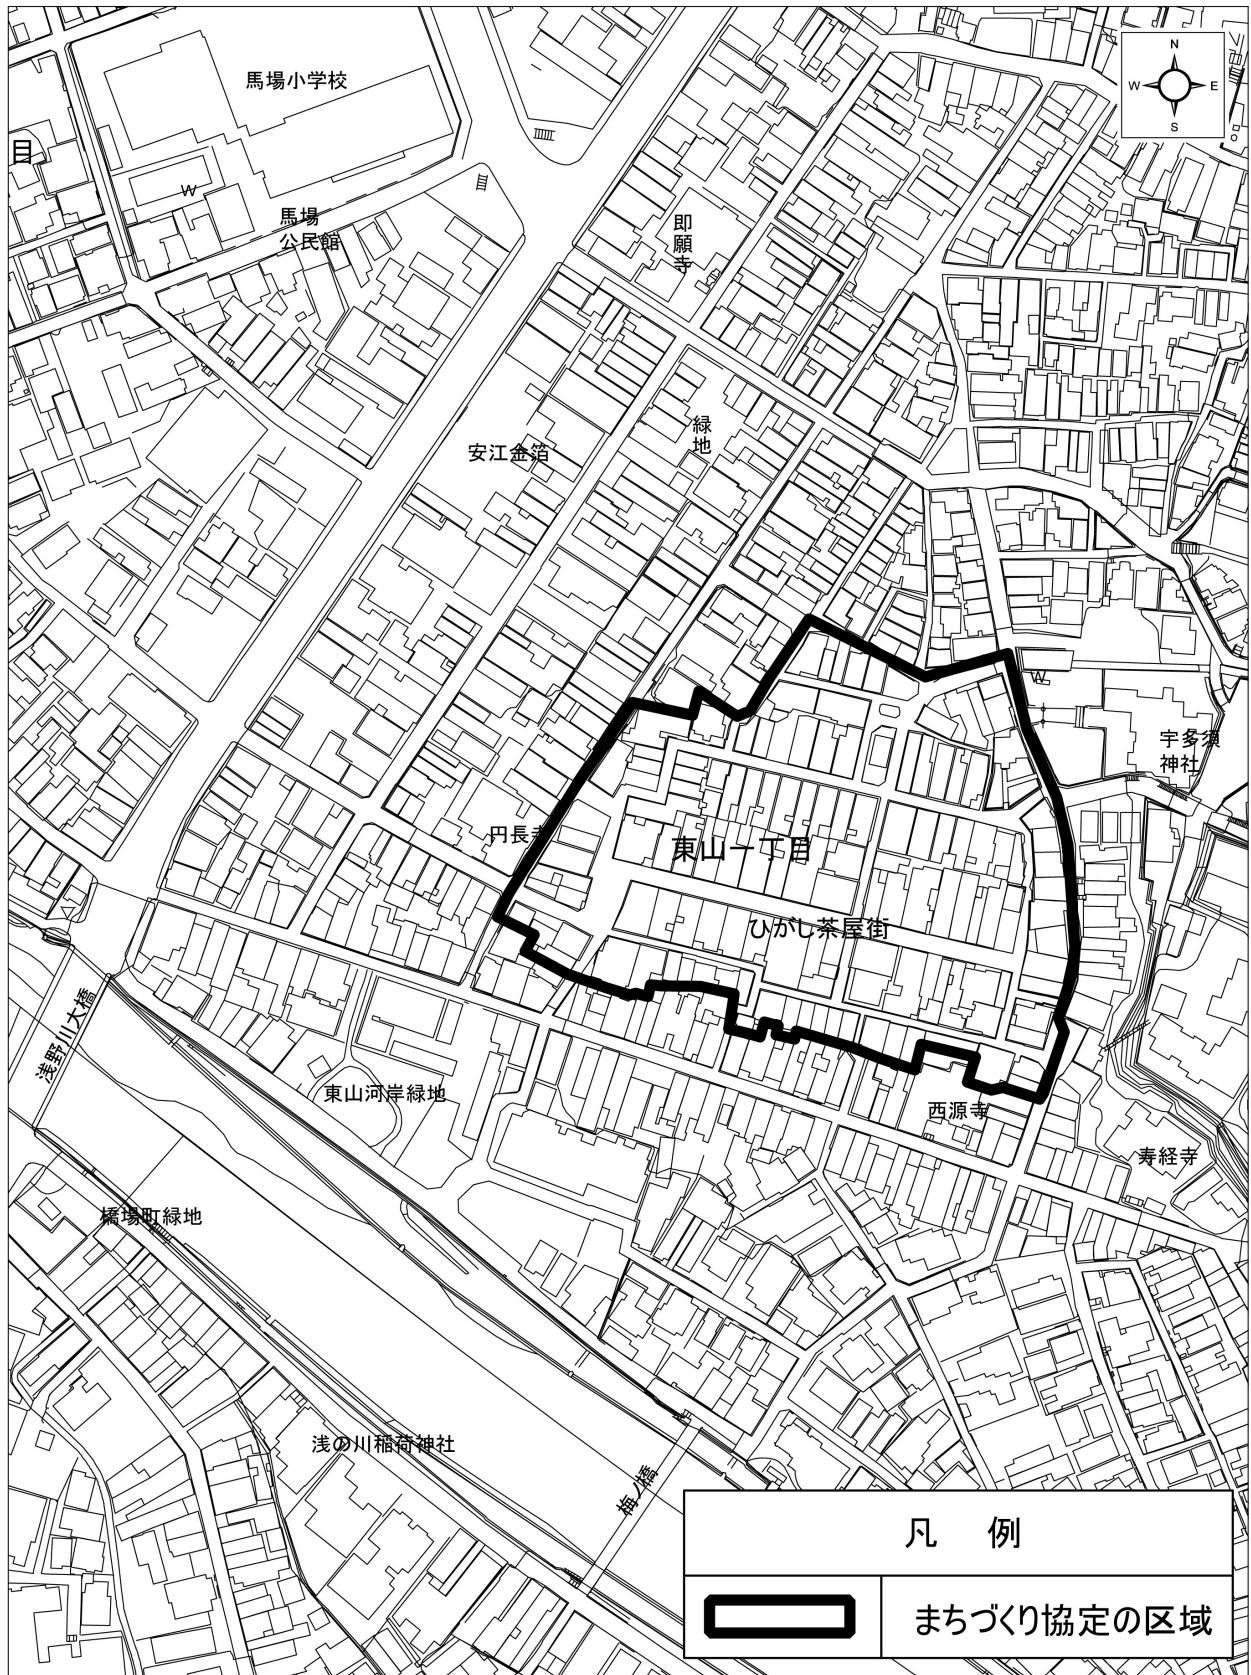 馬場小学校
N
W
E
S
目
W
馬場
公民館
即願寺
緑地
安江金箔
W
宇多須
神社
円長寺
東山一丁目
ひがし茶屋街
浅野川大橋
東山河岸緑地
西源寺
寿経寺
橋場町緑地
浅の川稲荷神社
梅ノ橋
凡 例
まちづくり協定の区域